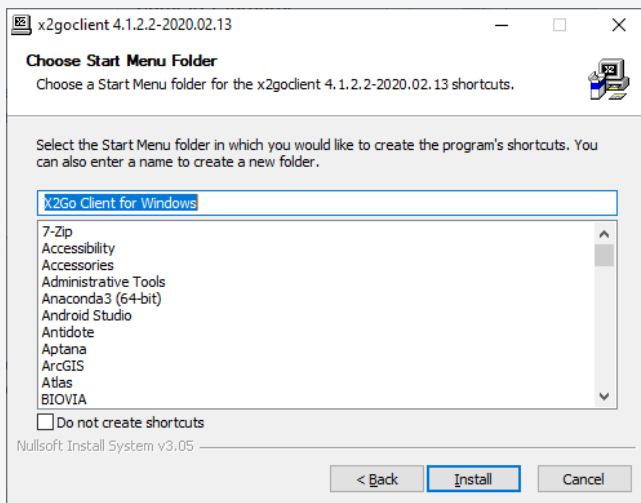 x2goclient 4.1.2.2-2020.02.13
Choose Start Menu Folder
Choose a Start Menu folder for the x2goclient 4.1.2.2-2020.02.13 shortcuts.
Select the Start Menu folder in which you would like to create the program's shortcuts. You
can also enter a name to create a new folder.
X2Go Client for Windows
7-Zip
Accessibility
Accessories
Administrative Tools
Anaconda3 (64-bit)
Android Studio
Antidote
Aptana
ArcGIS
Atlas
BIOVIA
Do not create shortcuts
Nullsoft Install System v3.05
< Back
Install
Cancel